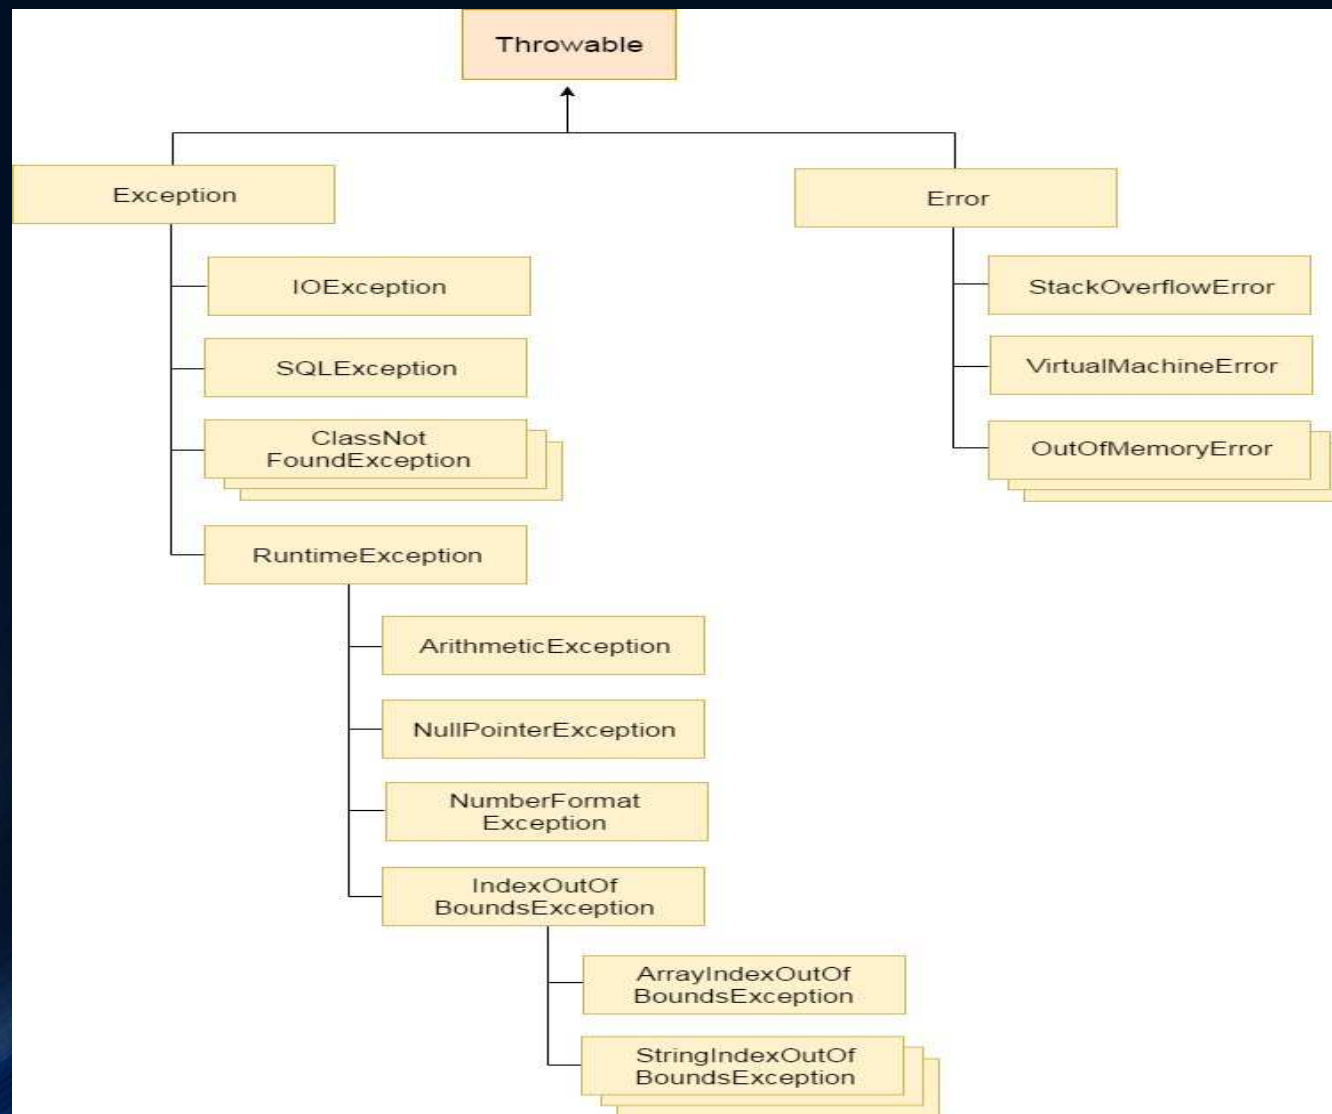 Throwable
Exception
Error
IOException
StackOverflowError
SQLException
VirtualMachineError
ClassNot
FoundException
OutOfMemoryError
RuntimeException
ArithmeticException
NullPointerException
NumberFormat
Exception
IndexOutOf
BoundsException
ArrayIndexOutOf
BoundsException
StringIndexOutOf
BoundsException